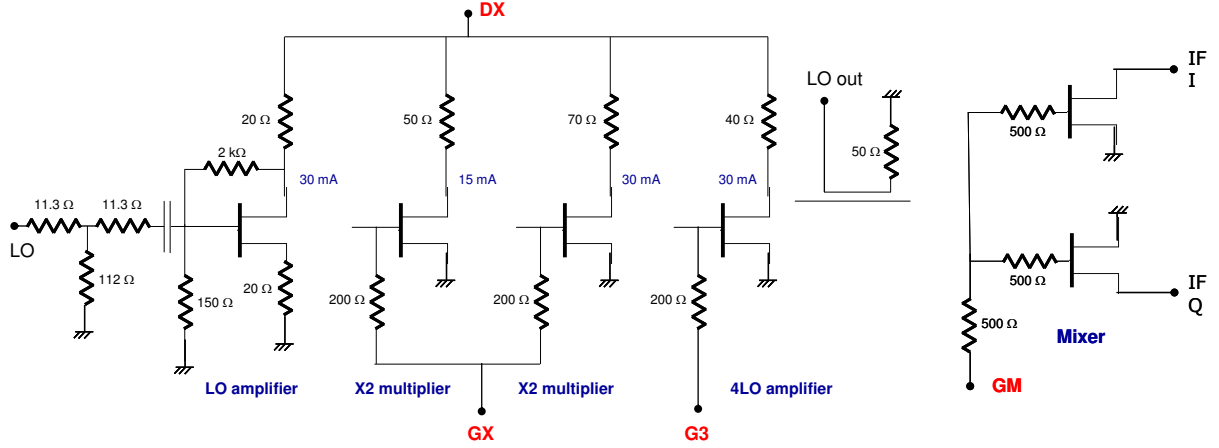 DX
LO out
IF
I
20 Ω
50 Ω
70 Ω
40 Ω
50 Ω
500 Ω
2 kΩ
30 mA
15 mA
30 mA
30 mA
11.3 Ω
11.3 Ω
LO
112 Ω
150 Ω
20 Ω
200 Ω
200 Ω
200 Ω
500 Ω
IF
Q
500 Ω
Mixer
LO amplifier
X2 multiplier
X2 multiplier
4LO amplifier
GM
GX
G3